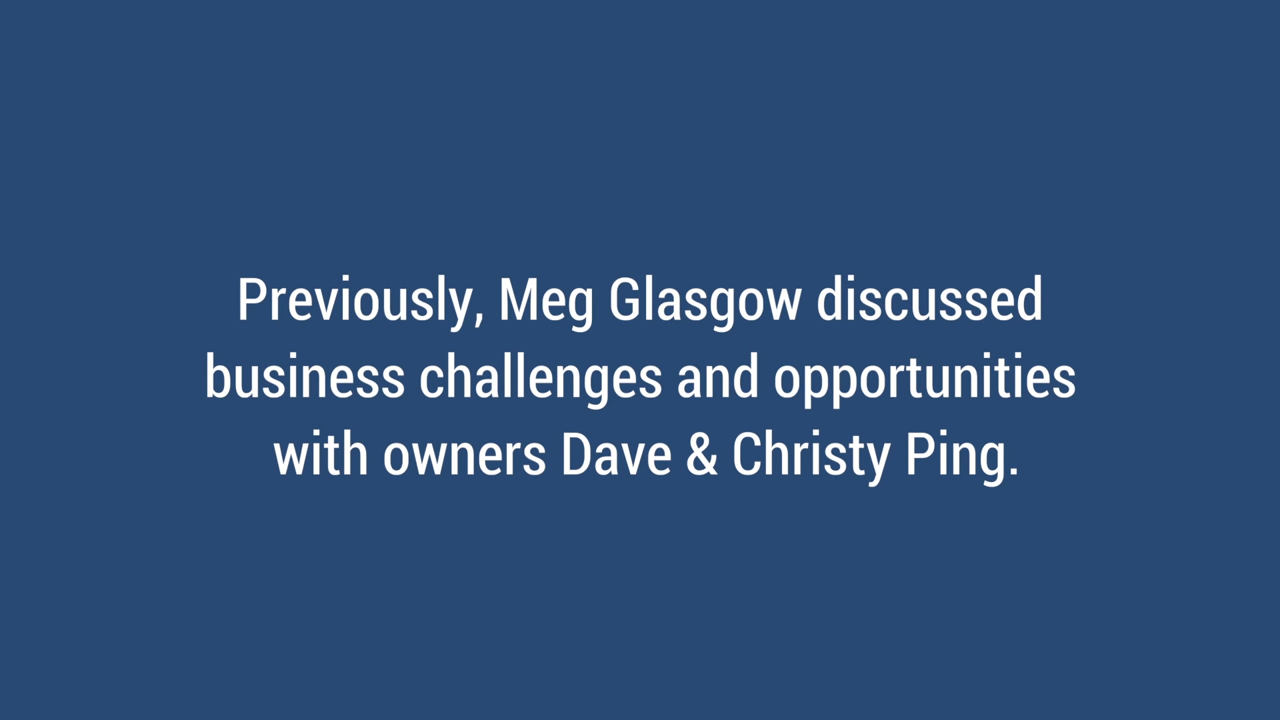 Previously, Meg Glasgow discussed
business challenges and opportunities
with owners Dave & Christy Ping.